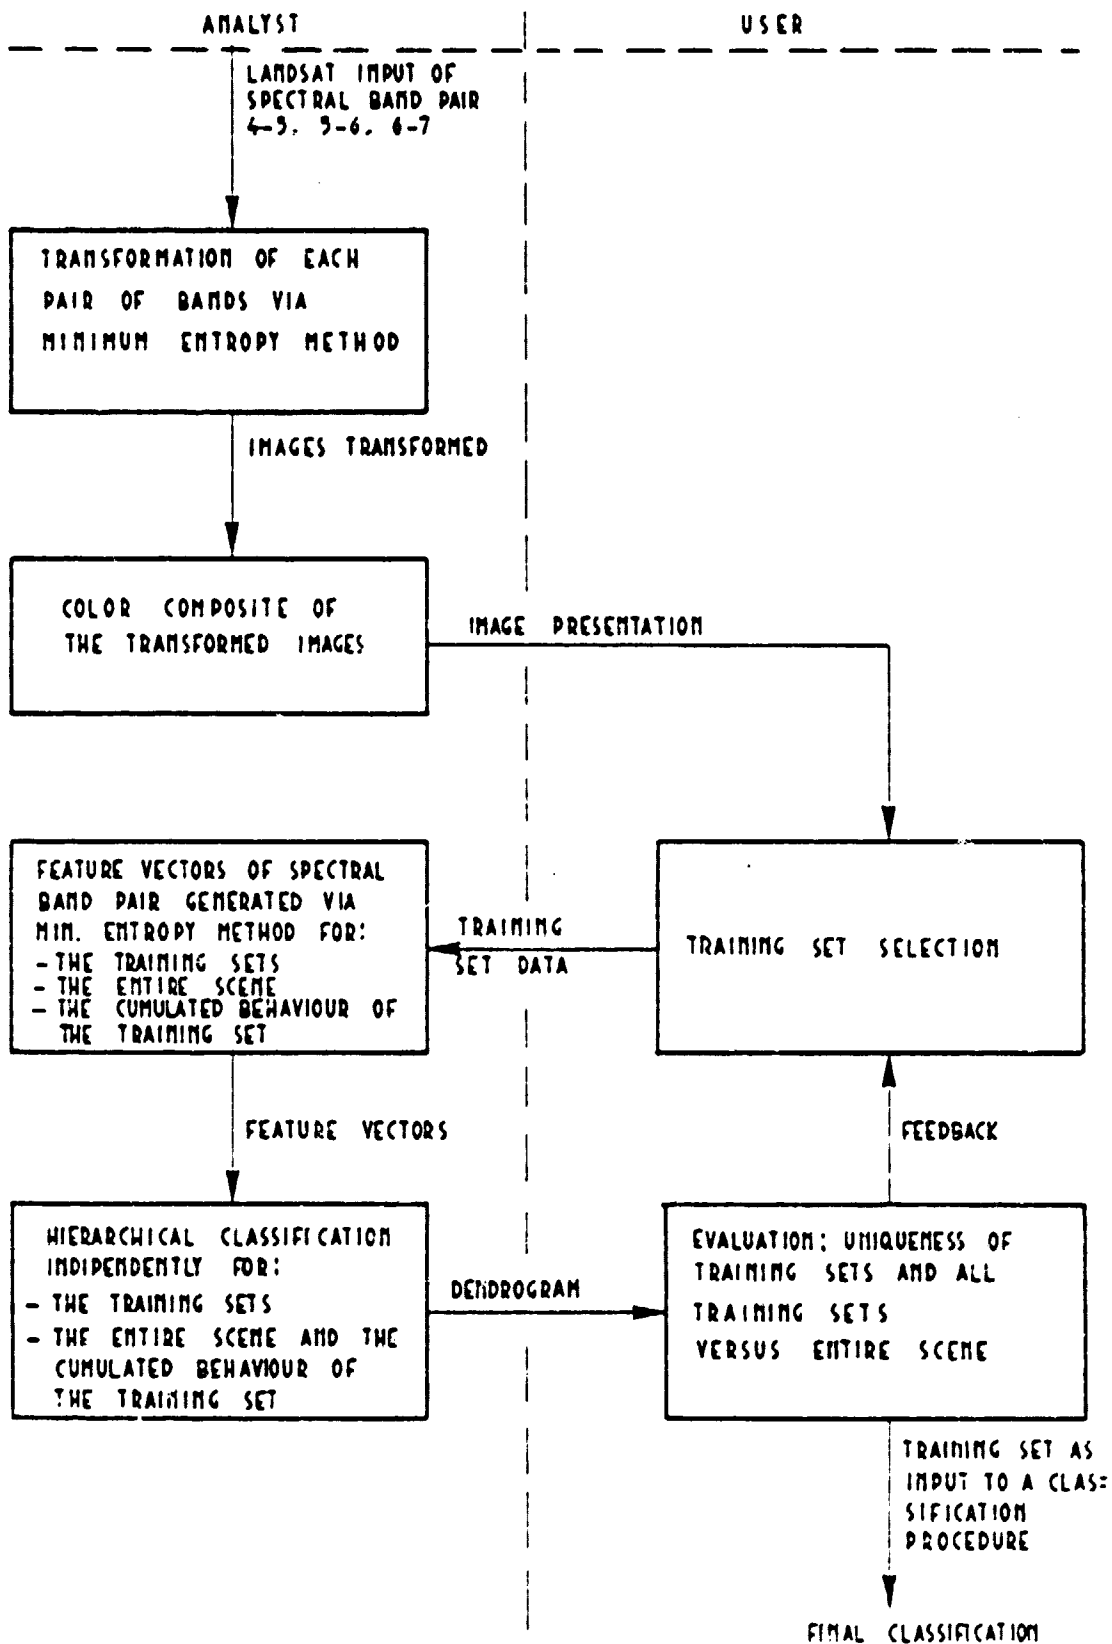 ANALYST
USER
LANDSAT INPUT OF
SPECTRAL BAND PAIR
4-5, 5-6, 6-7
TRANSFORMATION OF EACH
PAIR OF BANDS VIA
MINIMUM ENTROPY METHOD
IMAGES TRANSFORMED
COLOR COMPOSITE OF
THE TRANSFORMED IMAGES
IMAGE PRESENTATION
FEATURE VECTORS OF SPECTRAL
BAND PAIR GENERATED VIA
MIN. ENTROPY METHOD FOR:
- THE TRAINING SETS
- THE ENTIRE SCENE
- THE CUMULATED BEHAVIOUR OF
THE TRAINING SET
TRAINING
SET DATA
TRAINING SET SELECTION
FEATURE VECTORS
FEEDBACK
HIERARCHICAL CLASSIFICATION
INDIPENDENTLY FOR:
- THE TRAINING SETS
- THE ENTIRE SCENE AND THE
CUMULATED BEHAVIOUR OF
THE TRAINING SET
DENDROGRAM
EVALUATION: UNIQUENESS OF
TRAINING SETS AND ALL
TRAINING SETS
VERSUS ENTIRE SCENE
TRAINING SET AS
INPUT TO A CLAS=
SIFICATION
PROCEDURE
FINAL CLASSIFICATION